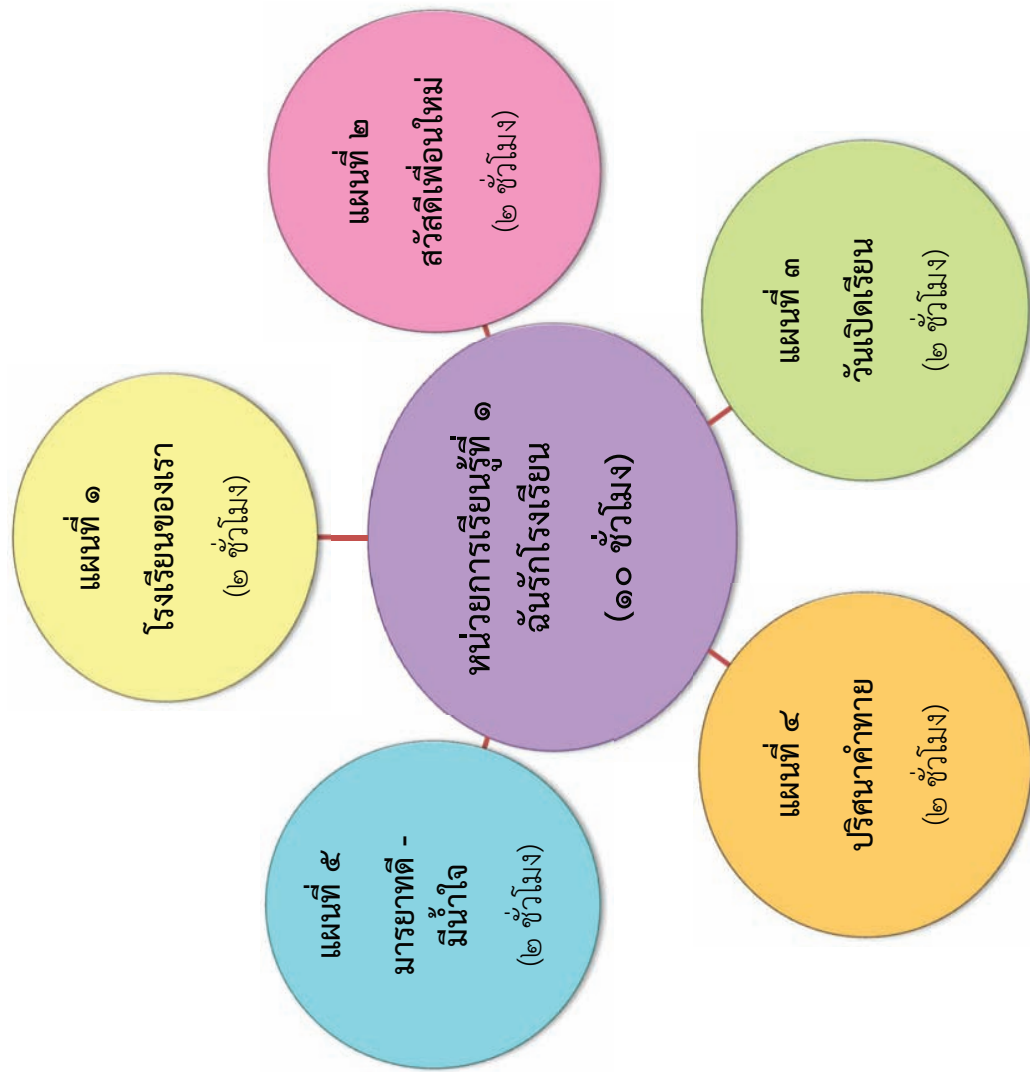 หน่วยการเรียนรู้ที่ ๑
ฉันรักโรงเรียน
(๑๐ ชั่วโมง)
แผนที่ ๑
โรงเรียนของเรา
(๒ ชั่วโมง)
แผนที่ ๒
สวัสดีเพื่อนใหม่
(๒ ชั่วโมง)
แผนที่ ๓
วันเปิดเรียน
(๒ ชั่วโมง)
แผนที่ ๔
ปริศนาคำทาย
(๒ ชั่วโมง)
แผนที่ ๕
มารยาทดี -
มีน้ำใจ
(๒ ชั่วโมง)